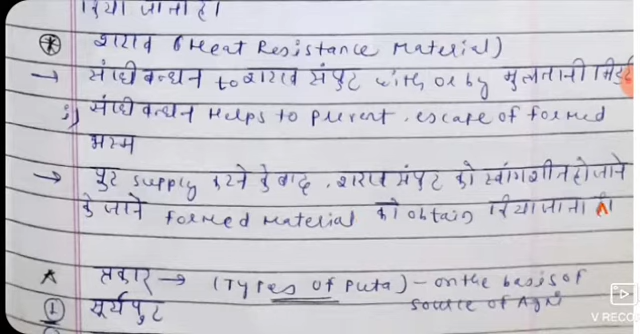 किया जाता है।
* शराव (Heat Resistance Material)
→ संधीबन्धन to शराव संपुट with or by मुलतानी मिट्टी
संधीबन्धन Helps to prevent. escape of formed
भस्म
→ पुट supply करने के बाद, शराव संपुट को स्वांगशीत हो जाने
के जाने formed material को obtain किया जाता है।
* प्रकार → (Types of Puta) - on the basis of
① सूर्यपुट source of Agni
V RECO